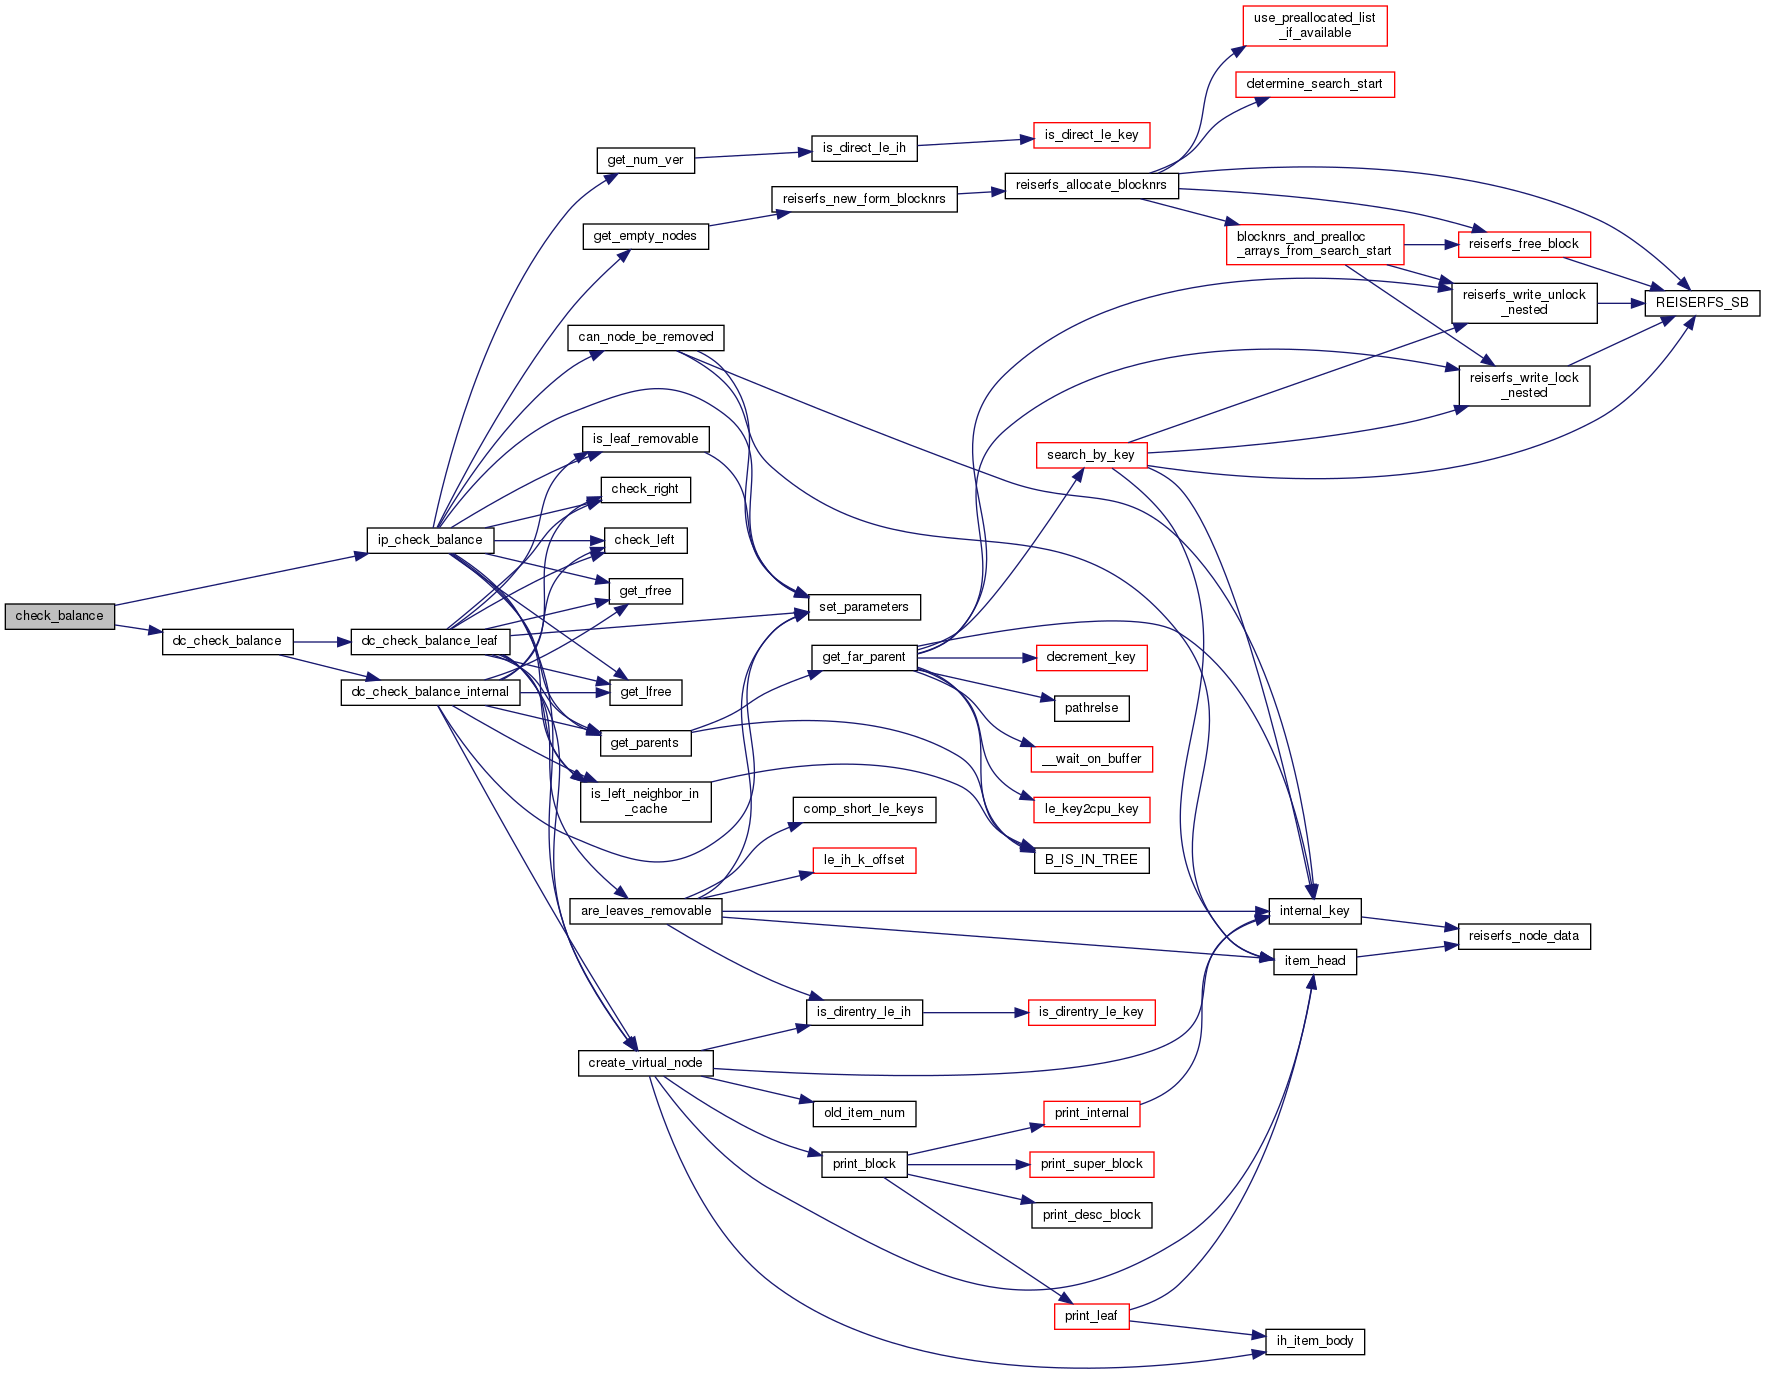 use_preallocated_list
_if_available
determine_search_start
is_direct_le_key
is_direct_le_ih
get_num_ver
reiserfs_allocate_blocknrs
reiserfs_new_form_blocknrs
get_empty_nodes
blocknrs_and_prealloc
_arrays_from_search_start
reiserfs_free_block
reiserfs_write_unlock
_nested
REISERFS_SB
can_node_be_removed
reiserfs_write_lock
_nested
is_leaf_removable
search_by_key
check_right
ip_check_balance
check_left
get_rfree
set_parameters
check_balance
dc_check_balance
dc_check_balance_leaf
get_far_parent
decrement_key
dc_check_balance_internal
get_lfree
pathrelse
get_parents
__wait_on_buffer
is_left_neighbor_in
_cache
comp_short_le_keys
le_key2cpu_key
le_ih_k_offset
B_IS_IN_TREE
are_leaves_removable
internal_key
reiserfs_node_data
item_head
is_direntry_le_ih
is_direntry_le_key
create_virtual_node
old_item_num
print_internal
print_block
print_super_block
print_desc_block
print_leaf
ih_item_body